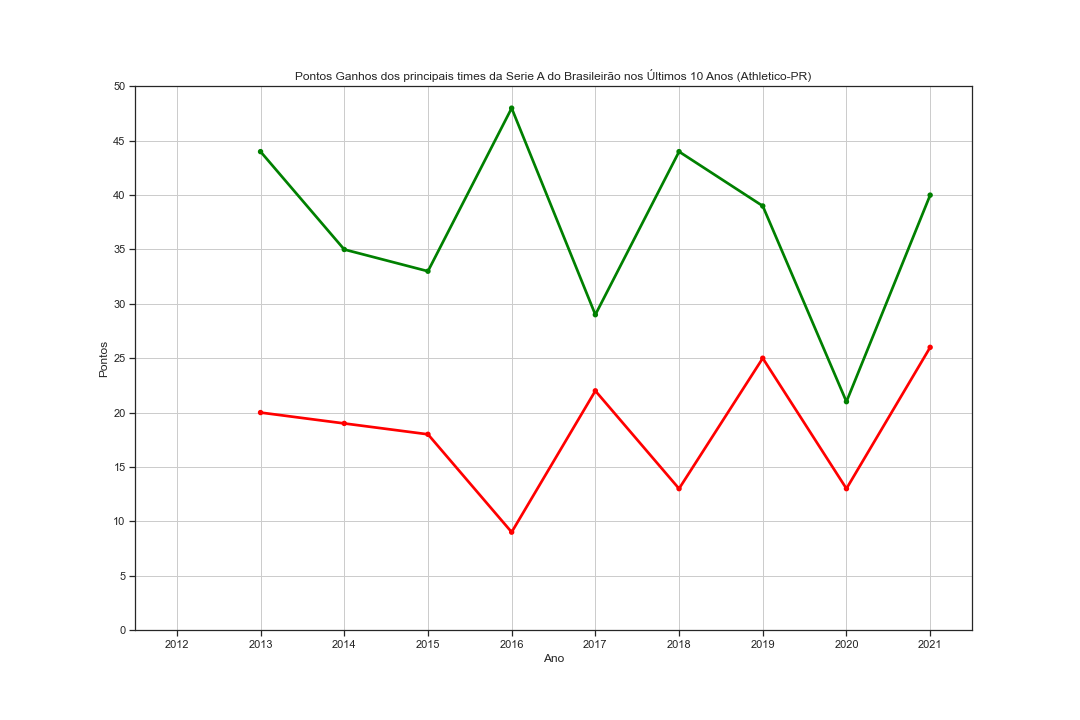 Pontos Ganhos dos principais times da Serie A do Brasileirão nos Últimos 10 Anos (Athletico-PR)
50
45
40
35
30
25
20
15
10
5
0
Pontos
2012 2013 2014 2015 2016 2017 2018 2019 2020 2021
Ano